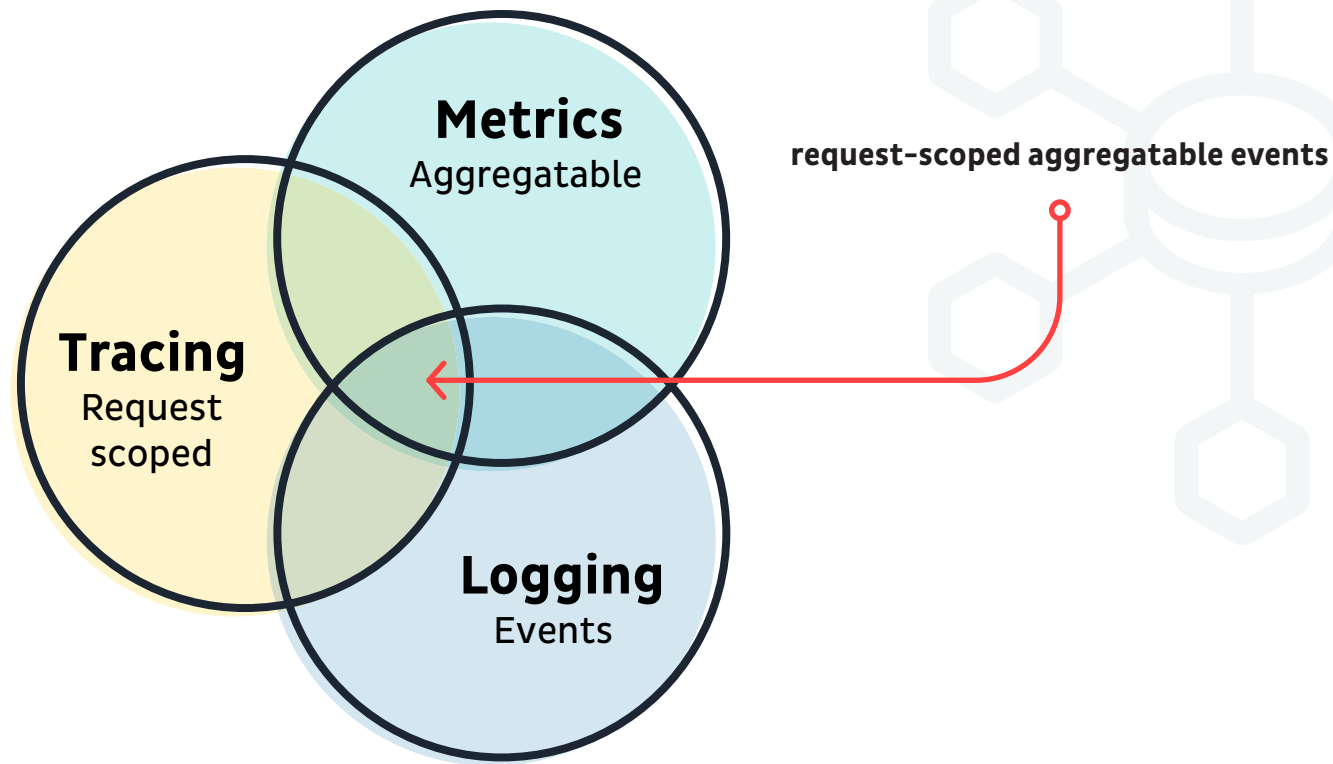 Metrics
Aggregatable
request-scoped aggregatable events
Tracing
Request
scoped
Logging
Events